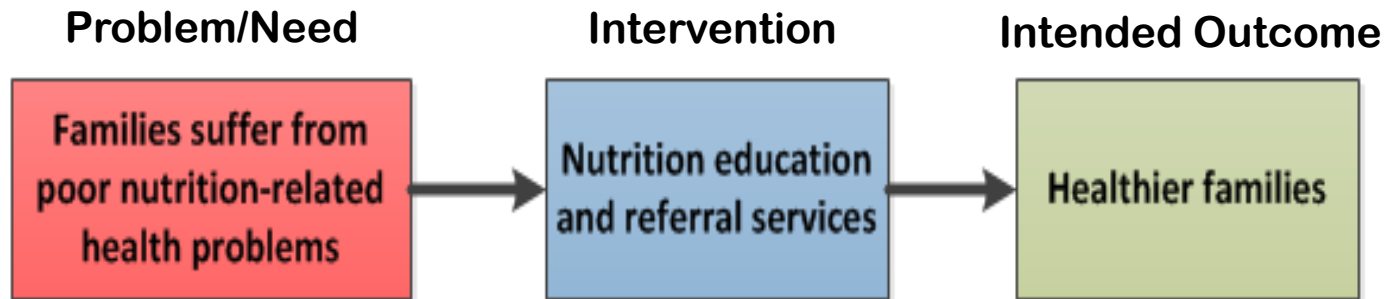 Problem/Need
Intervention
Intended Outcome
Families suffer from
poor nutrition-related
health problems
Nutrition education
and referral services
Healthier families